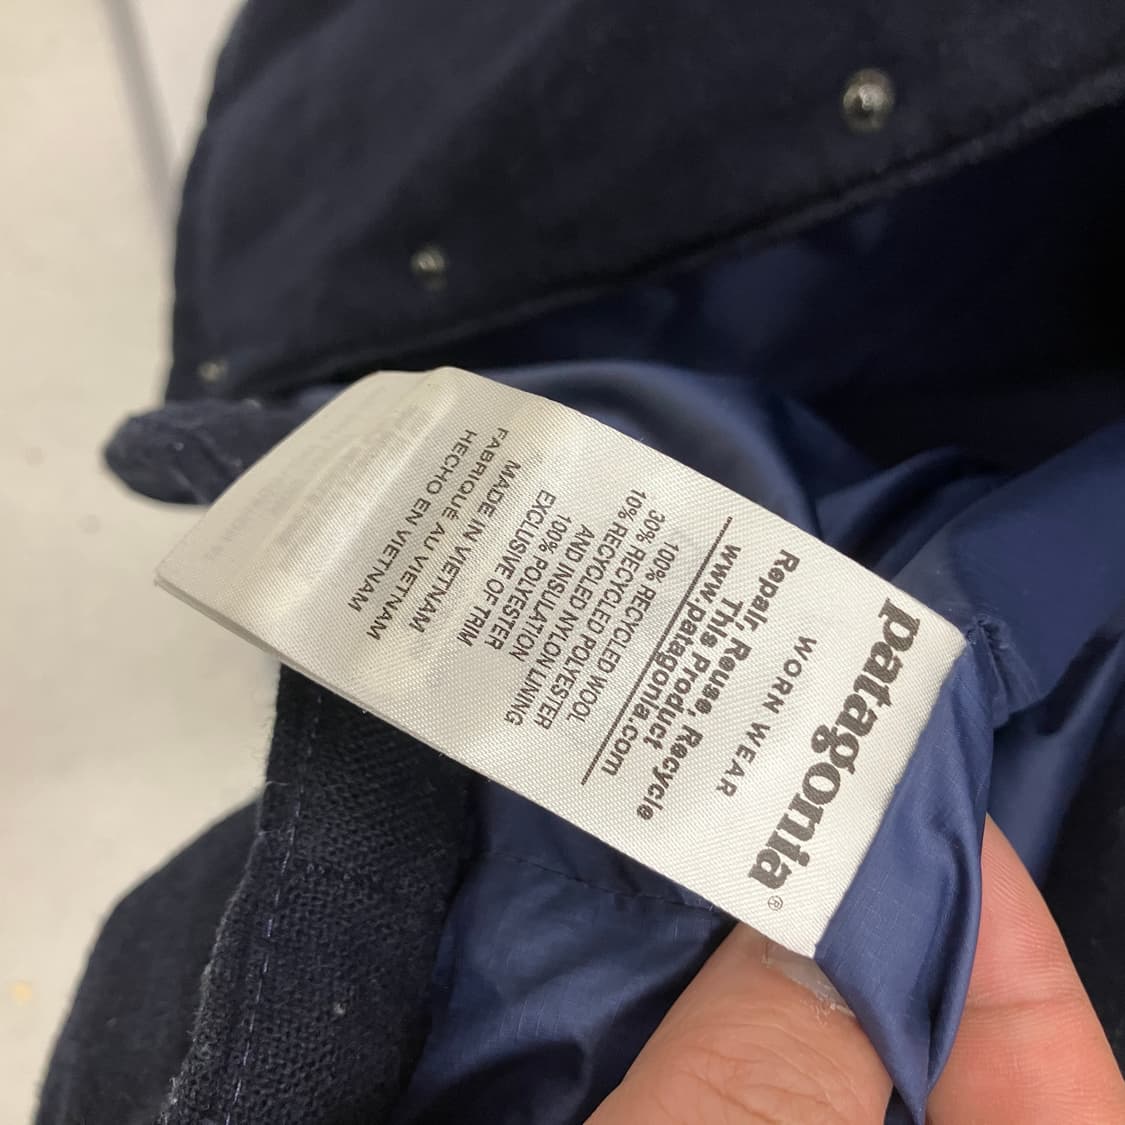 patagonia®
WORN WEAR
Repair, Reuse, Recycle
This Product
www.patagonia.com
100% RECYCLED WOOL
30% RECYCLED POLYESTER
10% RECYCLED NYLON LINING
AND INSULATION
100% POLYESTER
EXCLUSIVE OF TRIM
MADE IN VIETNAM
FABRIQUÉ AU VIETNAM
HECHO EN VIETNAM